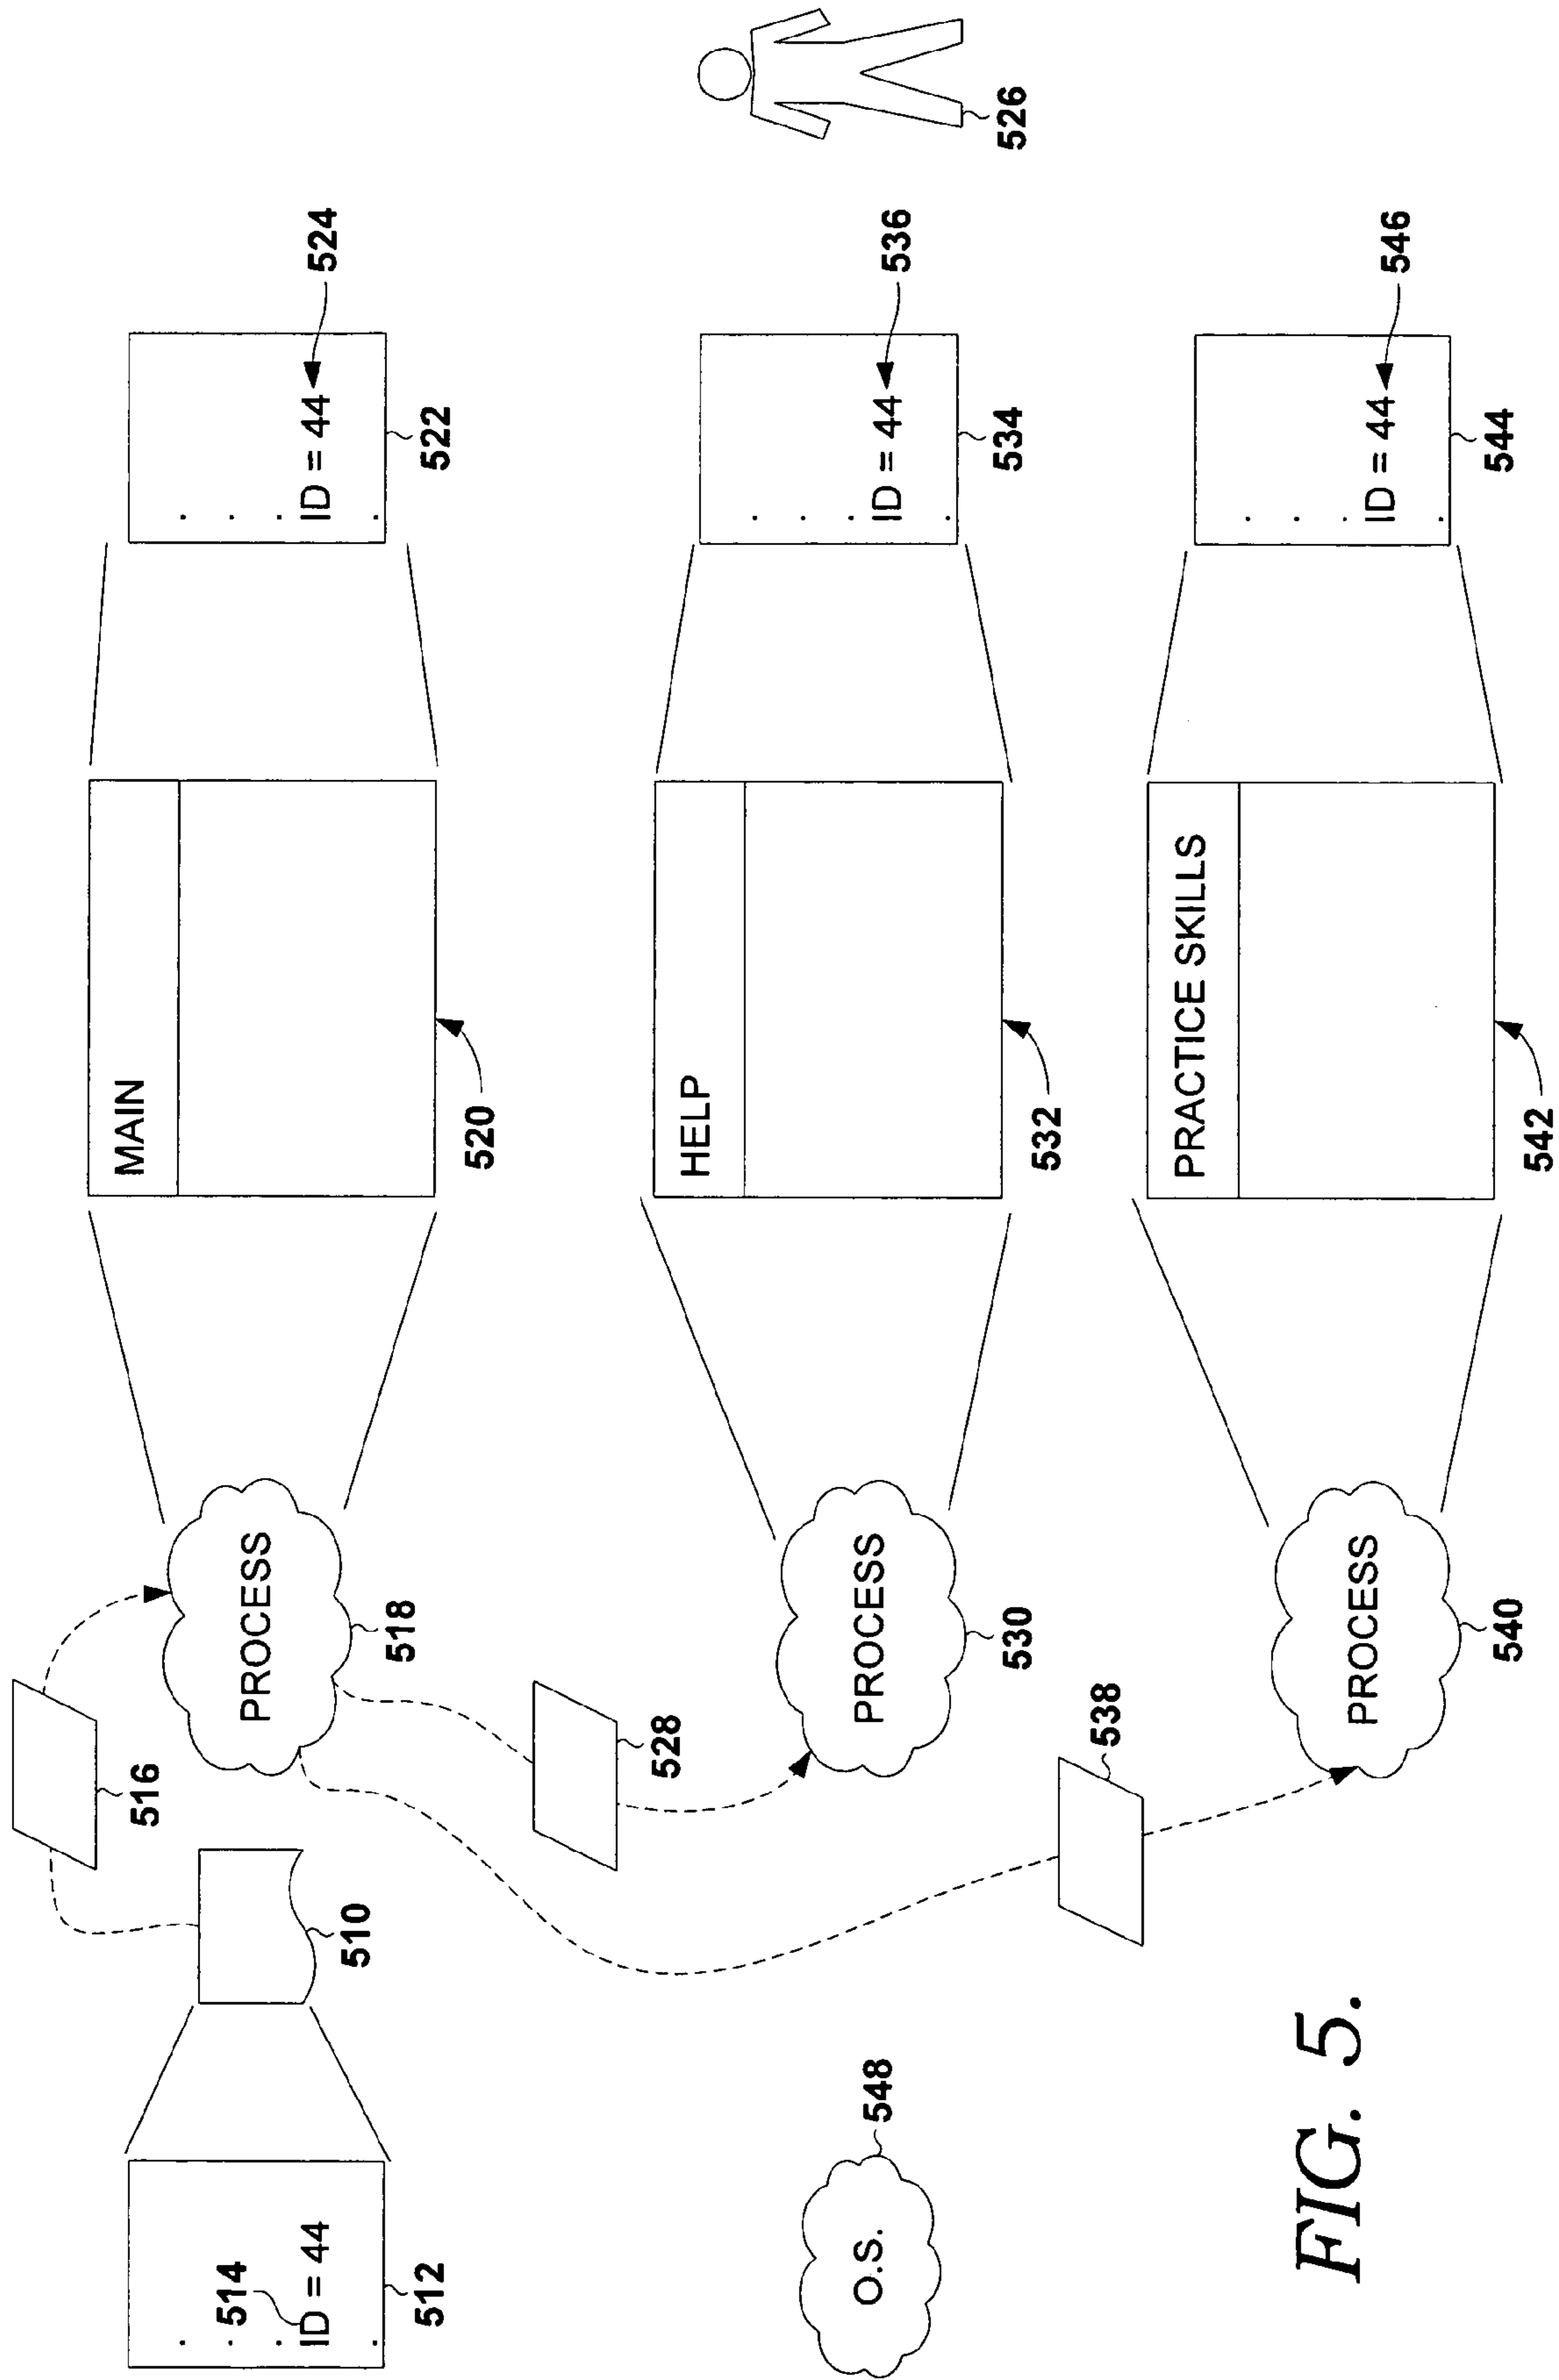 516
514
ID = 44
512
510
PROCESS
518
MAIN
520
ID = 44
524
522
528
PROCESS
530
HELP
532
ID = 44
536
534
526
O.S.
548
538
PROCESS
540
PRACTICE SKILLS
542
ID = 44
546
544
FIG. 5.